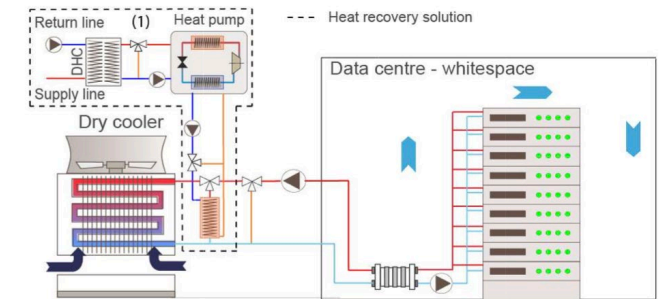 Return line (1) Heat pump
Heat recovery solution
DHC
Supply line
Data centre - whitespace
Dry cooler